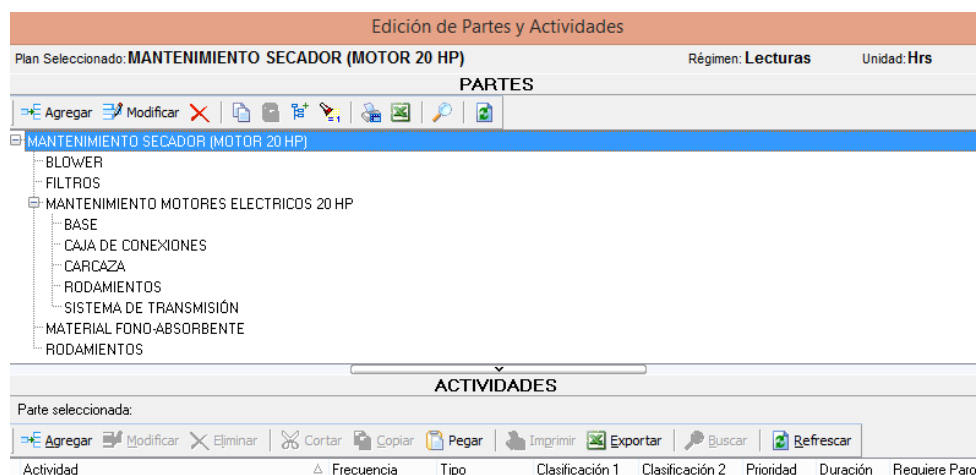 Edición de Partes y Actividades
Plan Seleccionado: MANTENIMIENTO SECADOR (MOTOR 20 HP) Régimen: Lecturas Unidad: Hrs
PARTES
Agregar Modificar
MANTENIMIENTO SECADOR (MOTOR 20 HP)
BLOWER
FILTROS
MANTENIMIENTO MOTORES ELECTRICOS 20 HP
BASE
CAJA DE CONEXIONES
CARCAZA
RODAMIENTOS
SISTEMA DE TRANSMISIÓN
MATERIAL FONO-ABSORBENTE
RODAMIENTOS
ACTIVIDADES
Parte seleccionada:
Agregar Modificar Eliminar Cortar Copiar Pegar Imprimir Exportar Buscar Refrescar
Actividad Frecuencia Tipo Clasificación 1 Clasificación 2 Prioridad Duración Requiere Paro